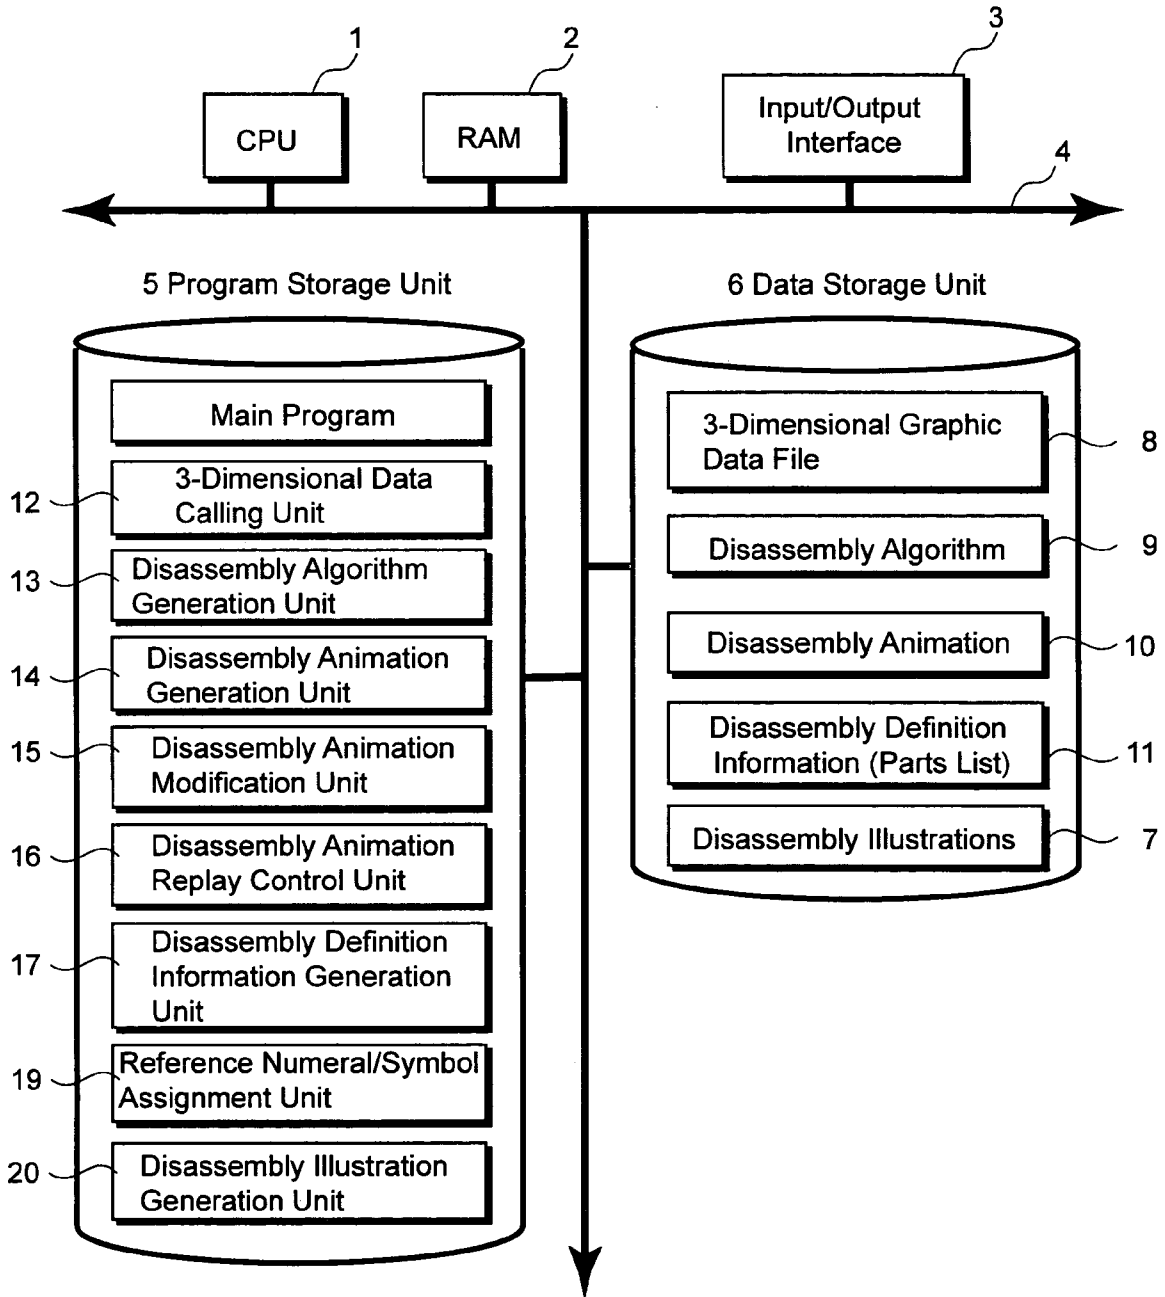 1
2
3
CPU
RAM
Input/Output
Interface
4
5 Program Storage Unit
Main Program
12
3-Dimensional Data
Calling Unit
13
Disassembly Algorithm
Generation Unit
14
Disassembly Animation
Generation Unit
15
Disassembly Animation
Modification Unit
16
Disassembly Animation
Replay Control Unit
17
Disassembly Definition
Information Generation
Unit
19
Reference Numeral/Symbol
Assignment Unit
20
Disassembly Illustration
Generation Unit
6 Data Storage Unit
3-Dimensional Graphic
Data File
8
Disassembly Algorithm
9
Disassembly Animation
10
Disassembly Definition
Information (Parts List)
11
Disassembly Illustrations
7